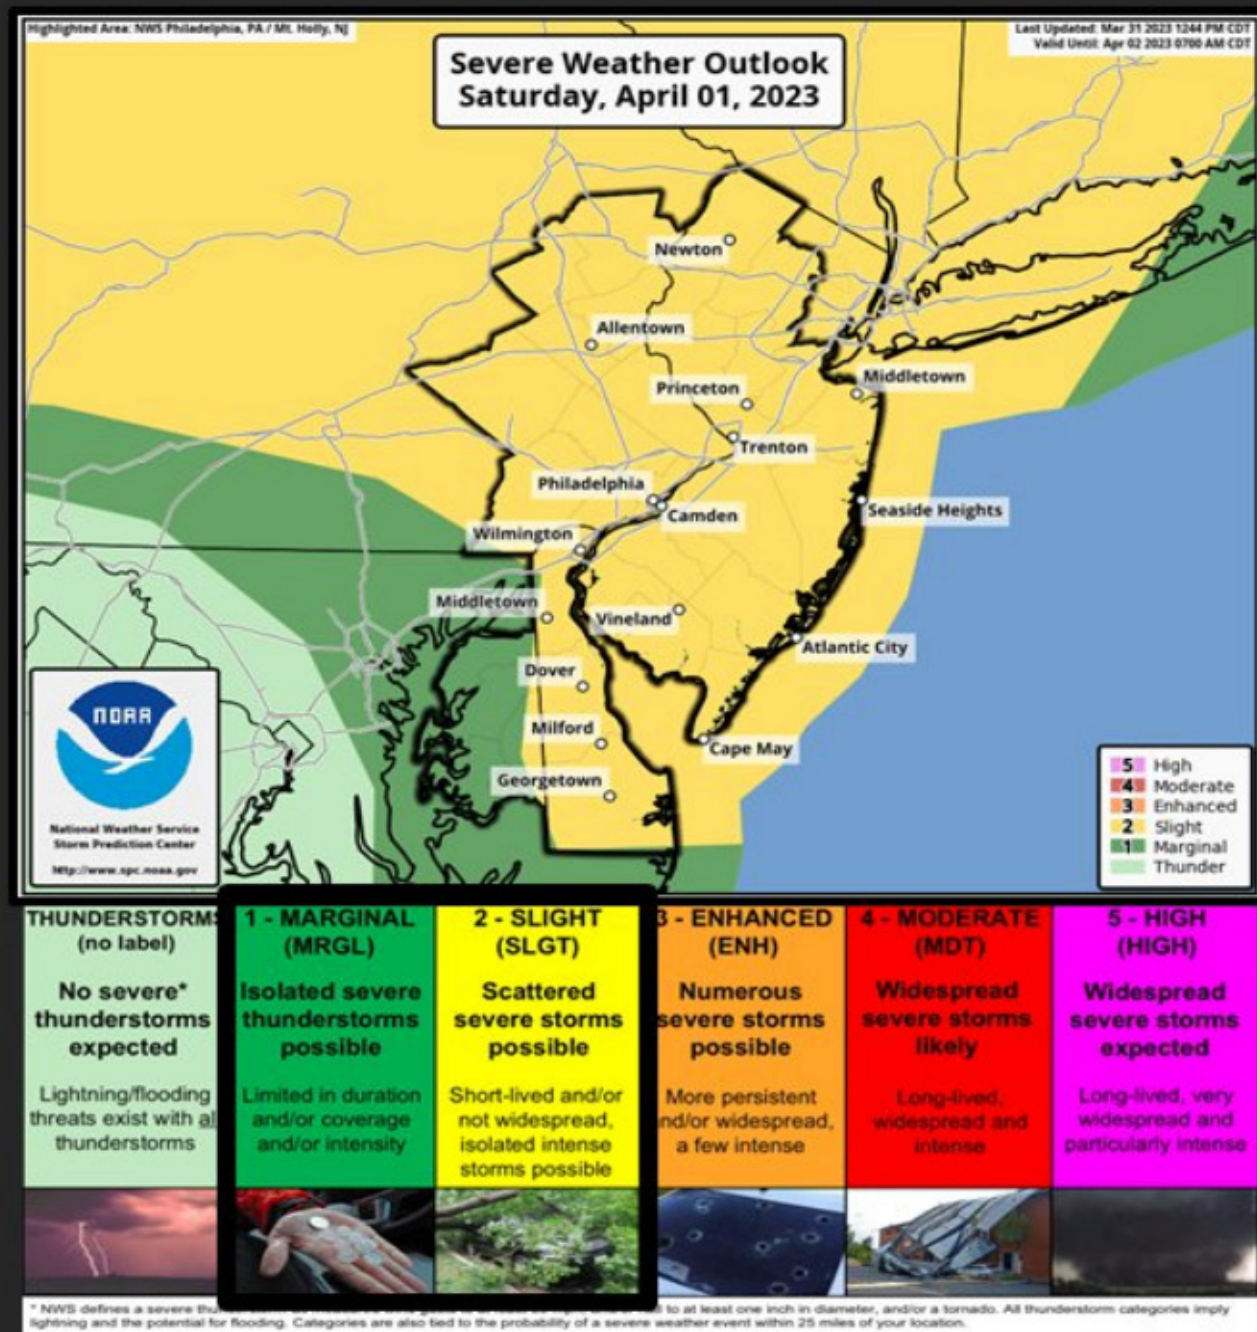 Highlighted Area: NWS Philadelphia, PA / Mt. Holly, NJ
Last Updated: Mar 31 2023 1244 PM CDT
Valid Until: Apr 02 2023 0700 AM CDT
Severe Weather Outlook
Saturday, April 01, 2023
Newton
Allentown
Princeton
Middletown
Trenton
Philadelphia
Camden
Seaside Heights
Wilmington
Middletown
Vineland
Atlantic City
Dover
Milford
Cape May
Georgetown
NOAA
National Weather Service
Storm Prediction Center
http://www.spc.noaa.gov
5 High
4 Moderate
3 Enhanced
2 Slight
1 Marginal
Thunder
THUNDERSTORMS
(no label)
No severe*
thunderstorms
expected
Lightning/flooding
threats exist with all
thunderstorms
1 - MARGINAL
(MRGL)
Isolated severe
thunderstorms
possible
Limited in duration
and/or coverage
and/or intensity
2 - SLIGHT
(SLGT)
Scattered
severe storms
possible
Short-lived and/or
not widespread,
isolated intense
storms possible
3 - ENHANCED
(ENH)
Numerous
severe storms
possible
More persistent
and/or widespread,
a few intense
4 - MODERATE
(MDT)
Widespread
severe storms
likely
Long-lived,
widespread and
intense
5 - HIGH
(HIGH)
Widespread
severe storms
expected
Long-lived, very
widespread and
particularly intense
* NWS defines a severe to at least one inch in diameter, and/or a tornado. All thunderstorm categories imply
lightning and the potential for flooding. Categories are also tied to the probability of a severe weather event within 25 miles of your location.